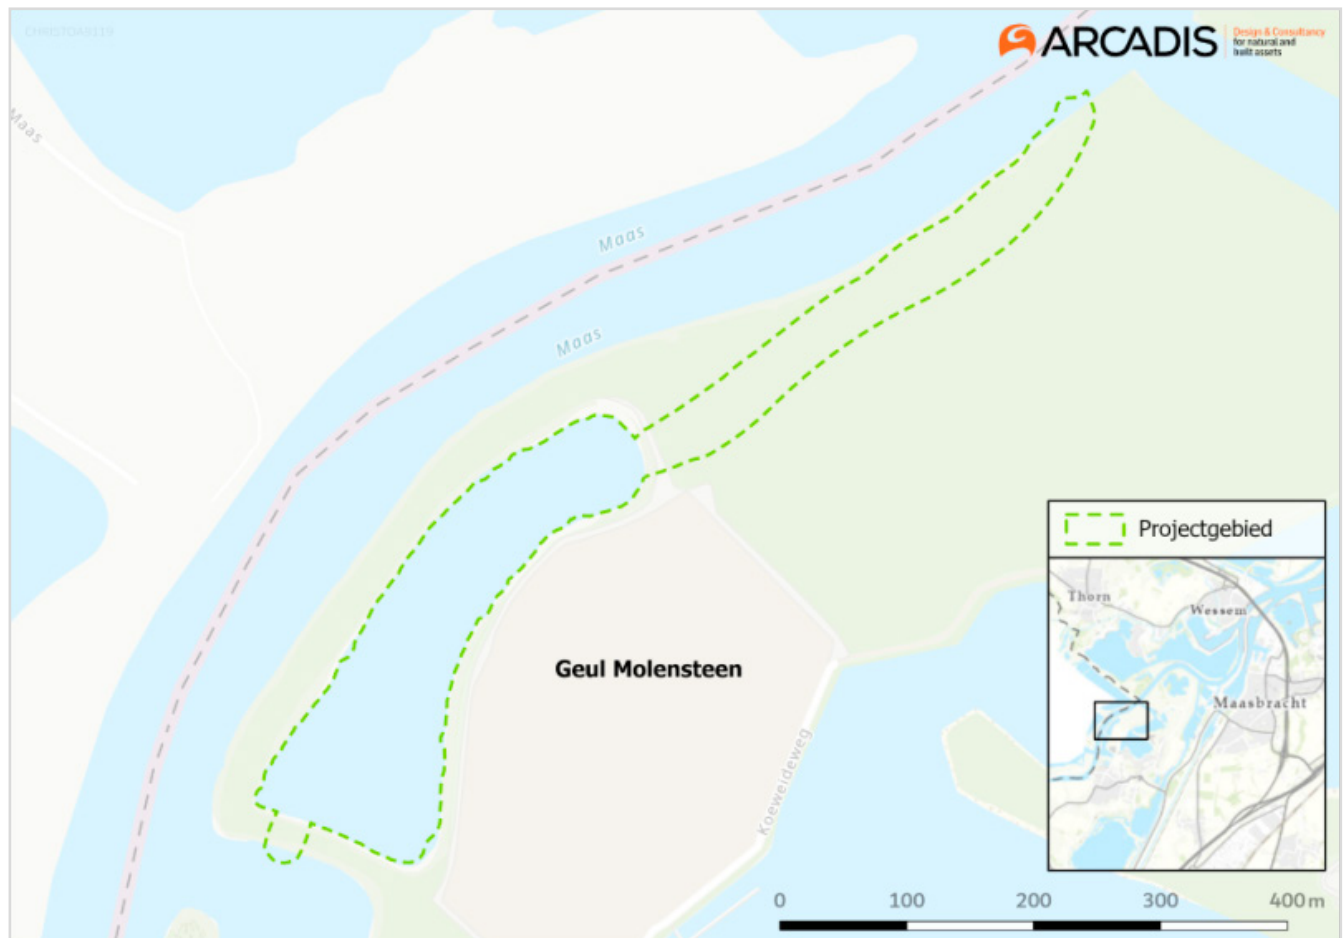 CHRISTOA8119
ARCADIS
Design & Consultancy
for natural and
built assets
Maas
Maas
Maas
Projectgebied
Thorn
Wessem
Maasbracht
Geul Molensteen
Koeweideweg
0 100 200 300 400 m